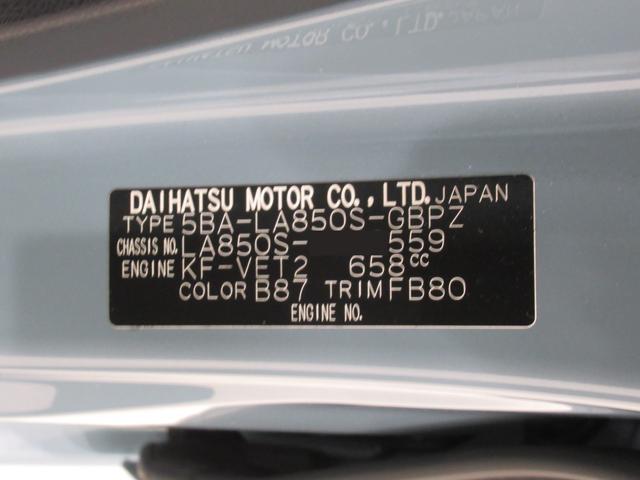 DAIHATSU MOTOR CO., LTD. JAPAN
TYPE 5BA-LA850S-GBPZ
CHASSIS NO. LA850S- 559
ENGINE KF-VET2 658cc
COLOR B87 TRIM FB80
ENGINE NO.